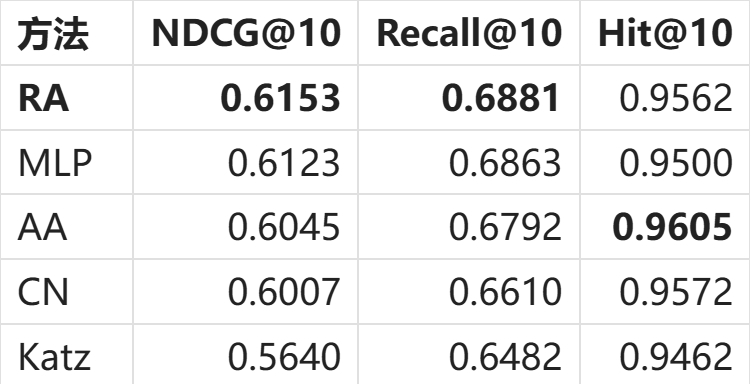 方法 NDCG@10 Recall@10 Hit@10
RA 0.6153 0.6881 0.9562
MLP 0.6123 0.6863 0.9500
AA 0.6045 0.6792 0.9605
CN 0.6007 0.6610 0.9572
Katz 0.5640 0.6482 0.9462